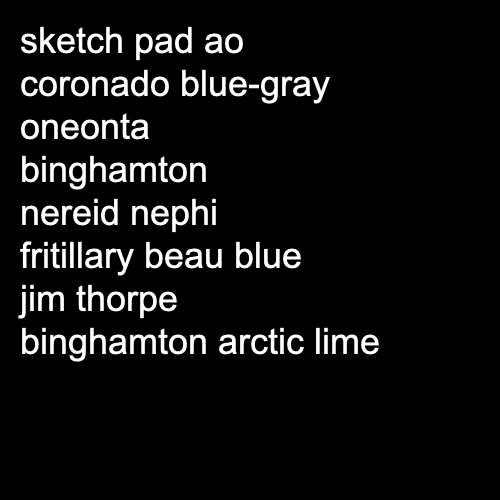 sketch pad ao
coronado blue-gray
oneonta
binghamton
nereid nephi
fritillary beau blue
jim thorpe
binghamton arctic lime